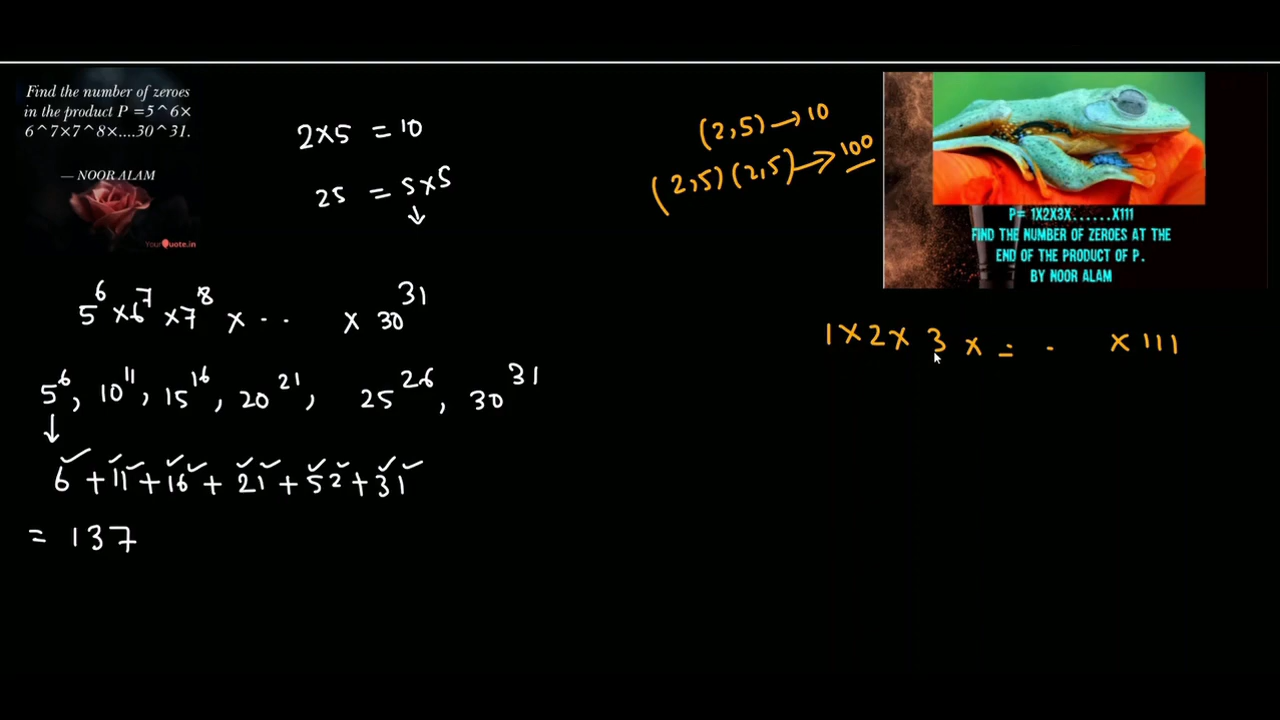 Find the number of zeroes
in the product P =5^6×
6^7×7^8×....30^31.
— NOOR ALAM
YourQuote.in
2×5 = 10
25 = 5×5
↓
5^6 ×6^7 ×7^8 × .. × 30^31
5^6, 10^11, 15^16, 20^21, 25^26, 30^31
↓
6 + 11 + 16 + 21 + 52 + 31
= 137
(2,5) → 10
(2,5)(2,5) → 100
P= 1X2X3X......X111
FIND THE NUMBER OF ZEROES AT THE
END OF THE PRODUCT OF P.
BY NOOR ALAM
1×2× 3 × = . × 111